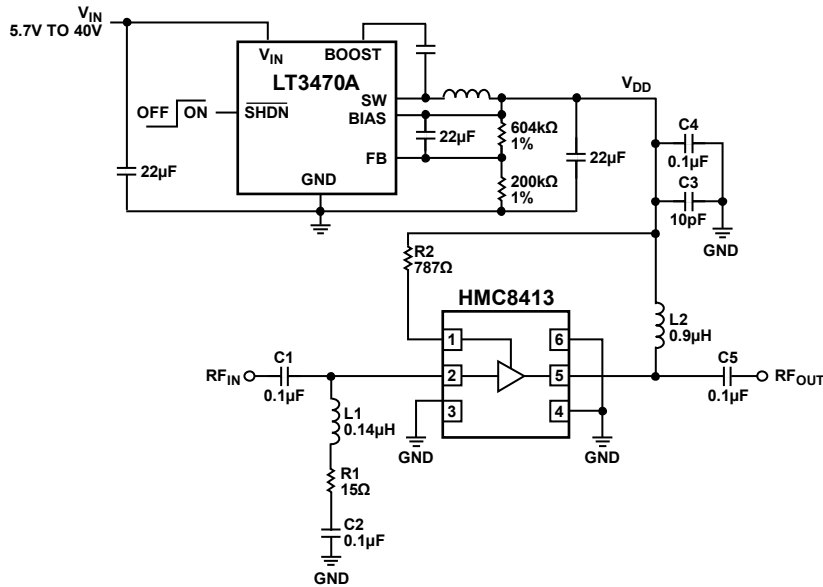 VIN
5.7V TO 40V
VIN
BOOST
LT3470A
OFF
ON
SHDN
SW
BIAS
FB
GND
22µF
22µF
604kΩ
1%
200kΩ
1%
22µF
VDD
C4
0.1µF
C3
10pF
GND
R2
787Ω
HMC8413
L2
0.9µH
1
6
RFIN
C1
0.1µF
2
5
C5
0.1µF
RFOUT
3
4
GND
GND
L1
0.14µH
R1
15Ω
C2
0.1µF
GND